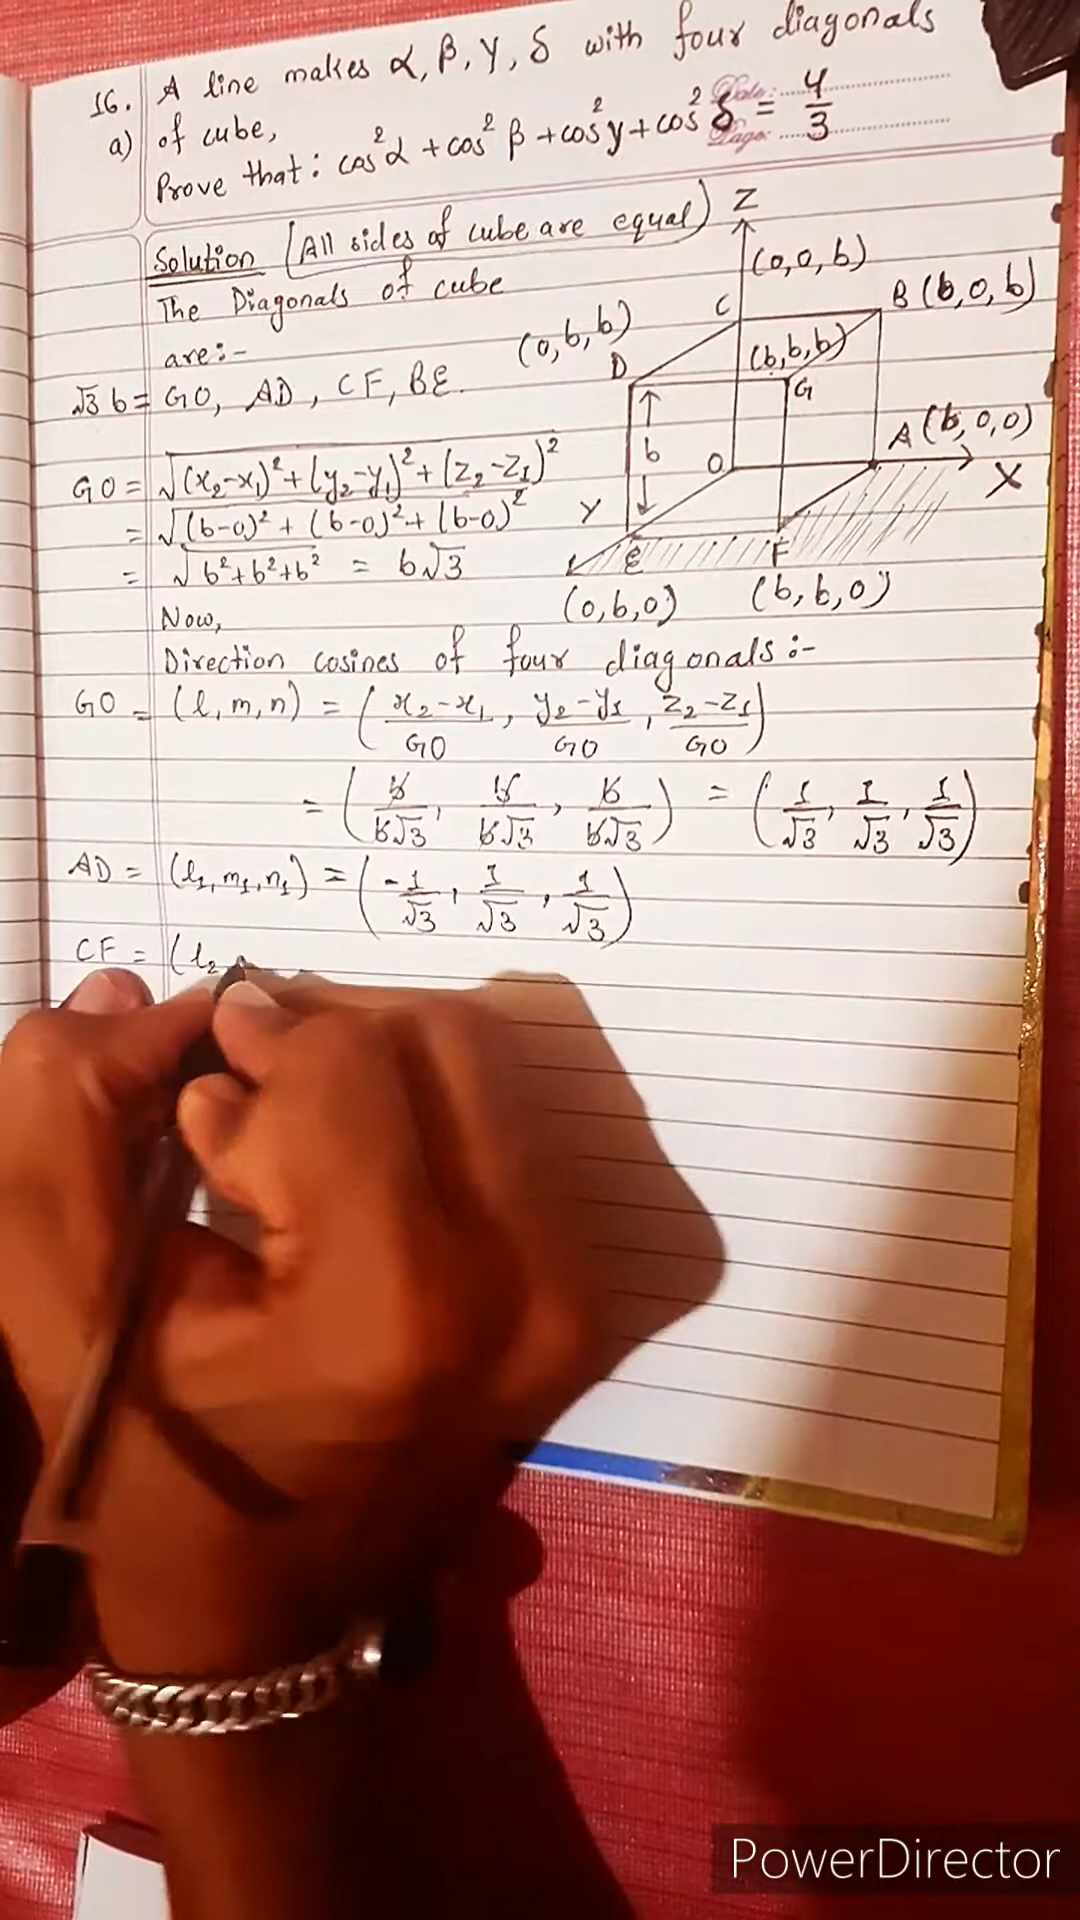 16. A line makes α, β, γ, δ with four diagonals
a) of cube,
Prove that: cos²α + cos²β + cos²γ + cos²δ = 4/3
Date:
Page:
Solution (All sides of cube are equal)
The Diagonals of cube
are:-
√3 b = GO, AD, CF, BE.
Z
(0,0,b)
C
B (b,0,b)
(0,b,b)
D
(b,b,b)
G
b
A (b,0,0)
O
X
Y
E
F
(0,b,0)
(b,b,0)
GO = √(x₂-x₁)²+(y₂-y₁)²+(z₂-z₁)²
= √(b-0)² + (b-0)² + (b-0)²
= √b²+b²+b² = b√3
Now,
Direction cosines of four diagonals:-
GO = (l, m, n) = (x₂-x₁/GO, y₂-y₁/GO, z₂-z₁/GO)
= (b/b√3, b/b√3, b/b√3) = (1/√3, 1/√3, 1/√3)
AD = (l₁, m₁, n₁) = (-1/√3, 1/√3, 1/√3)
CF = (l₂
PowerDirector